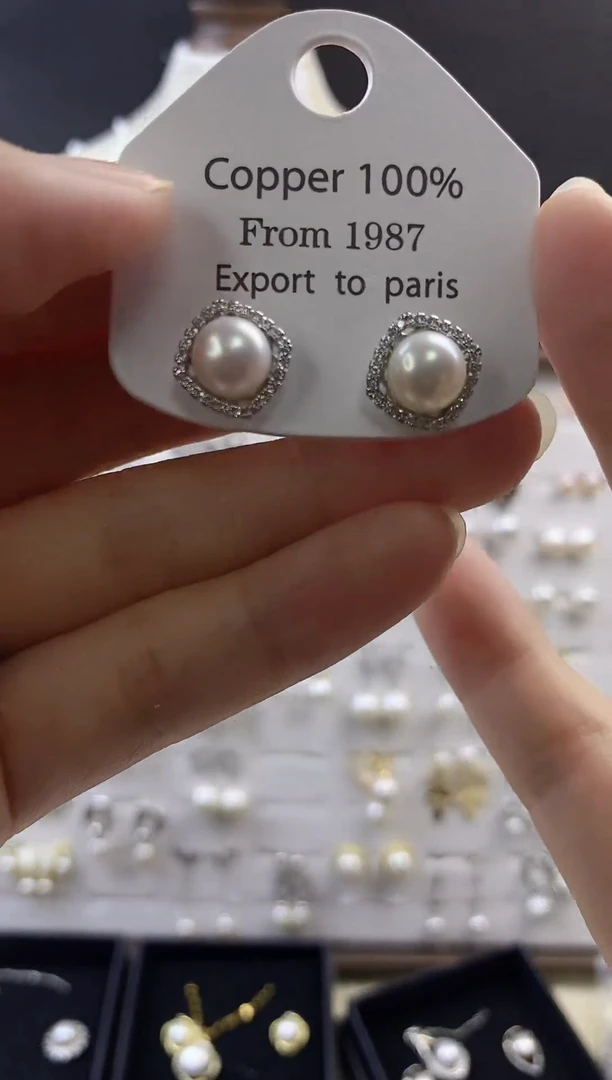 Copper 100%
From 1987
Export to paris